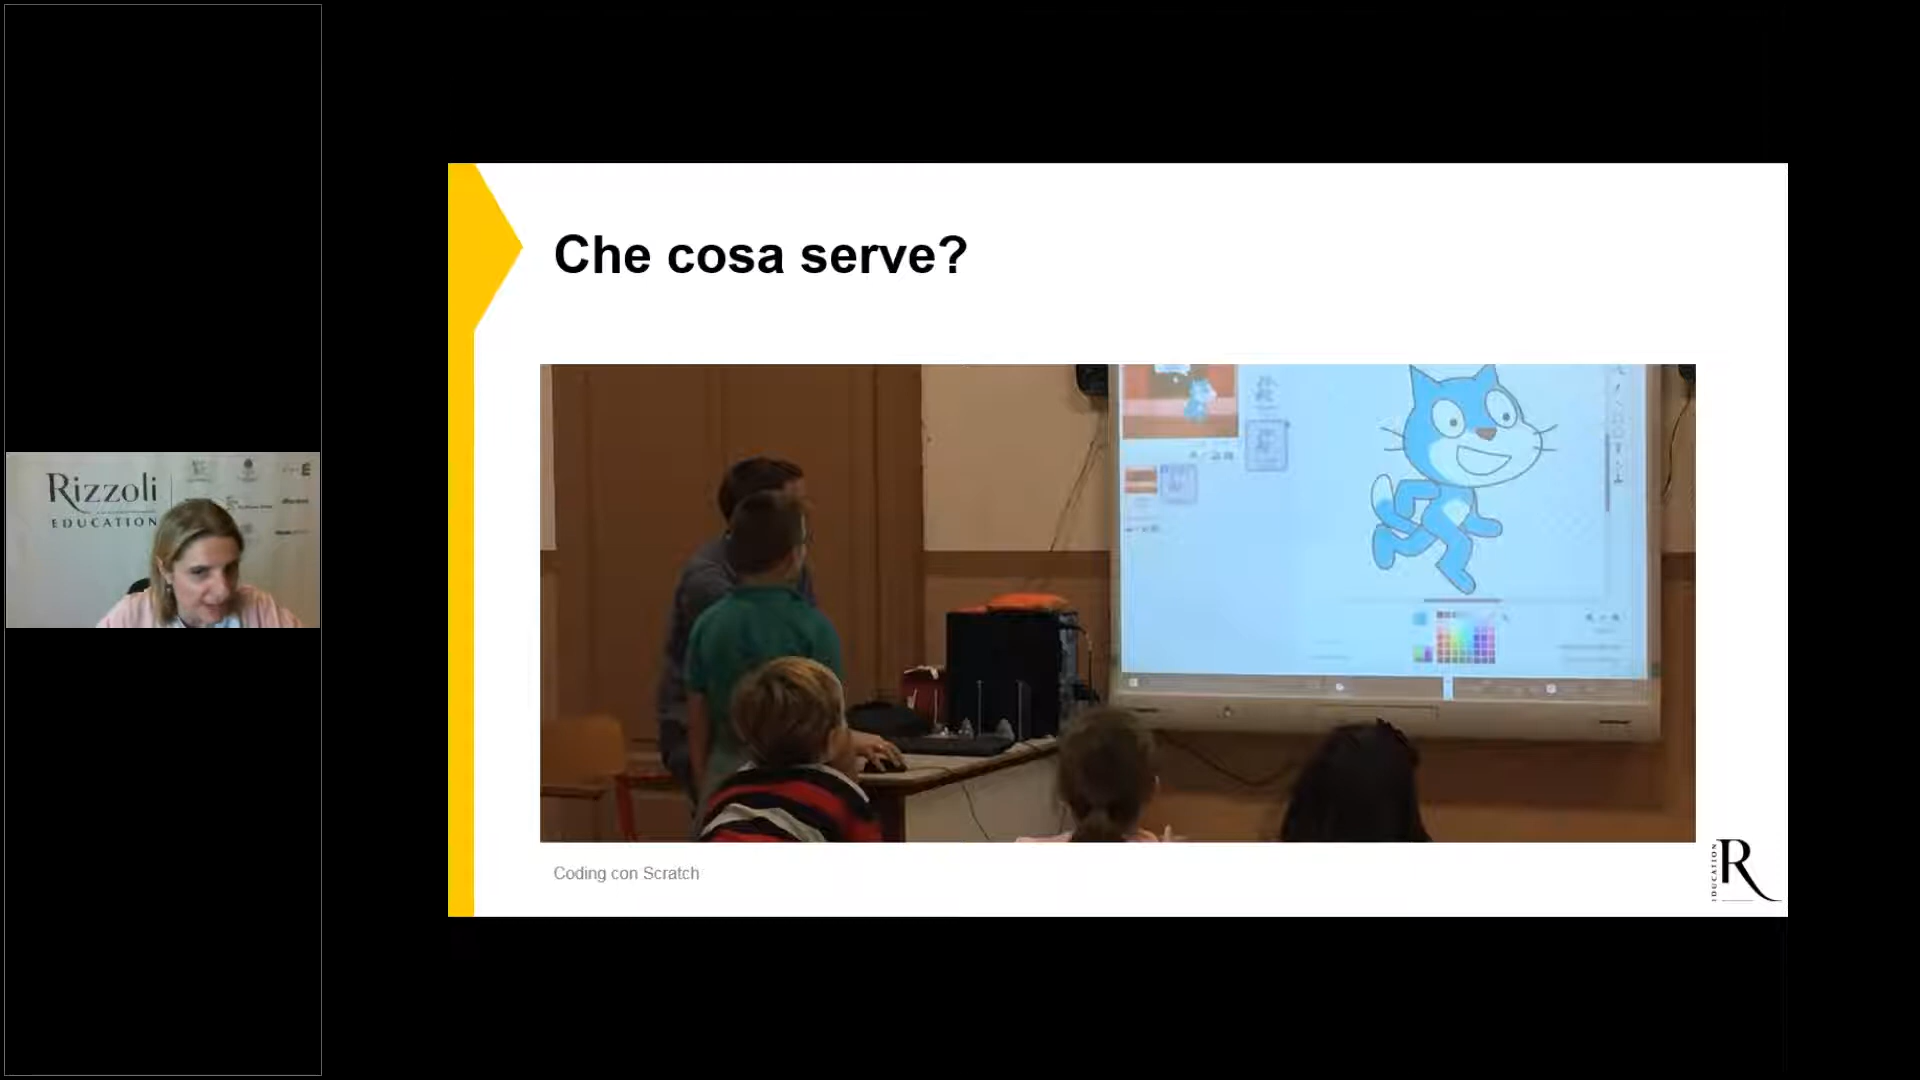 Rizzoli
EDUCATION
Che cosa serve?
Coding con Scratch
EDUCATION
R